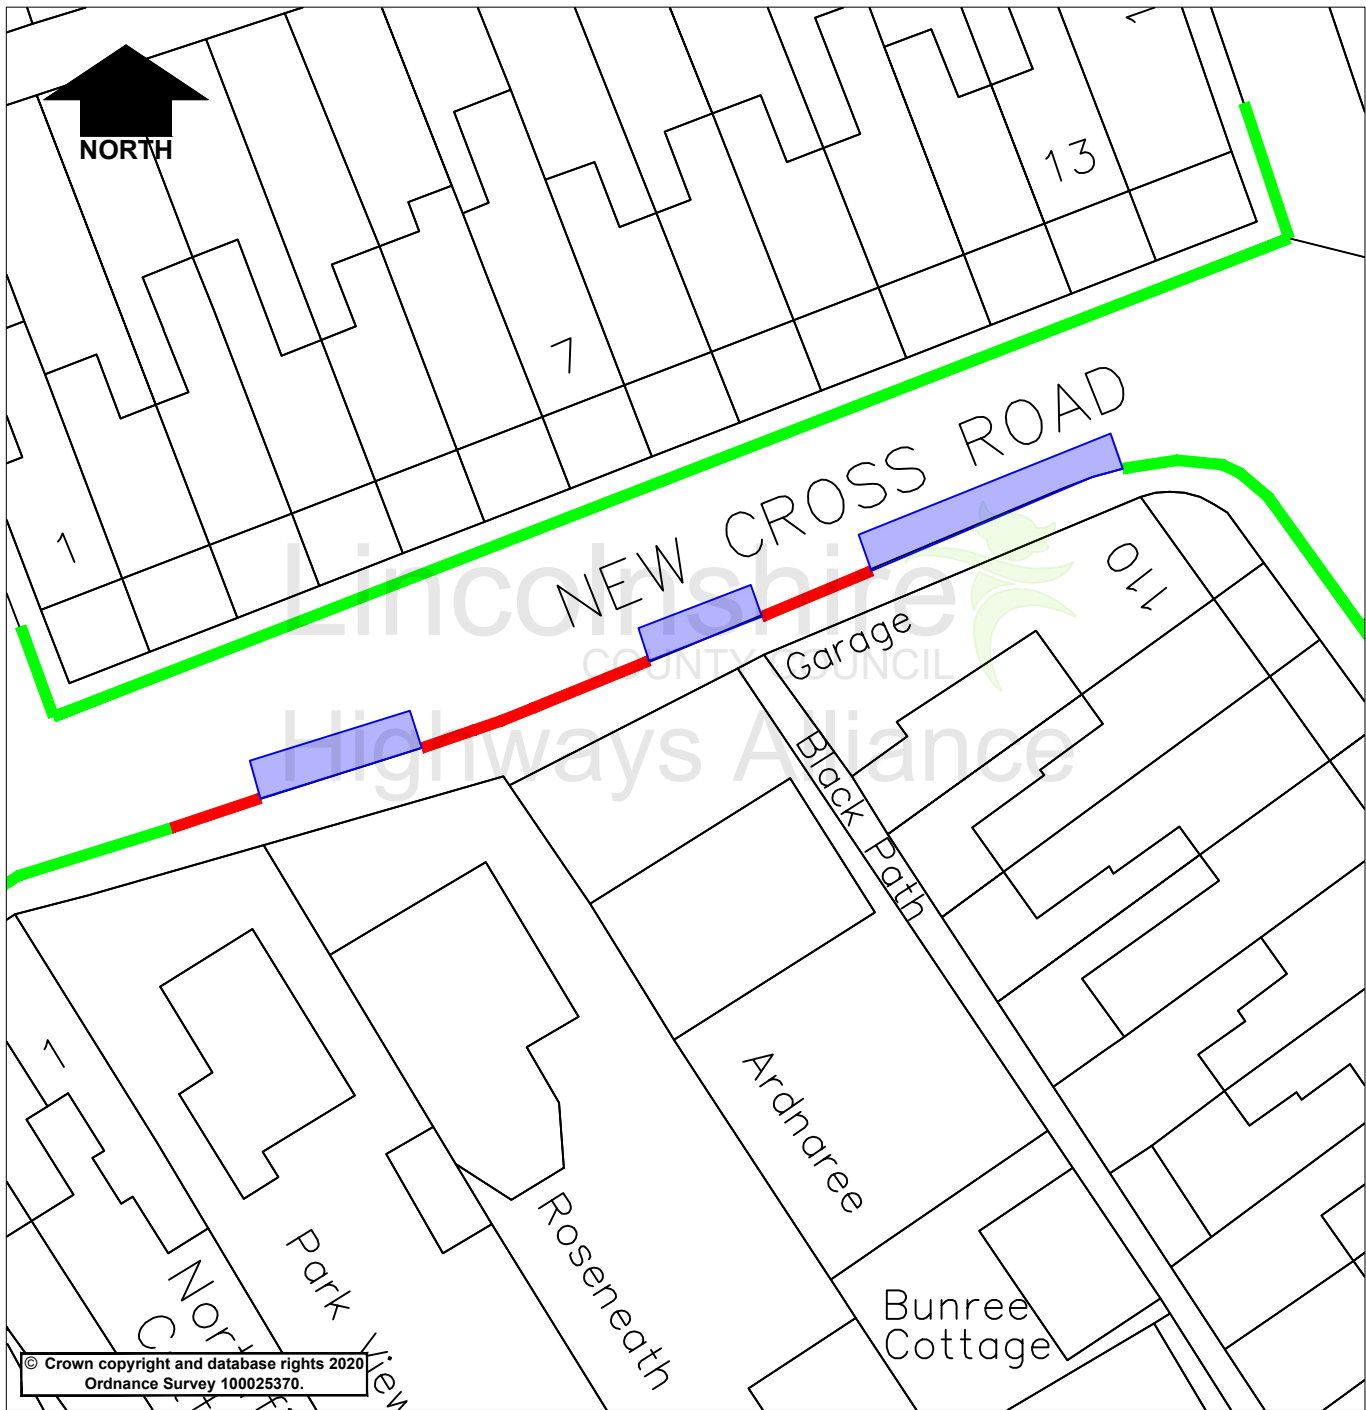 NORTH
13
7
1
NEW CROSS ROAD
110
Garage
Lincolnshire
COUNTY COUNCIL
Highways Alliance
Black Path
1
Ardnaree
Roseneath
Park View
Bunree
Cottage
© Crown copyright and database rights 2020
Ordnance Survey 100025370.